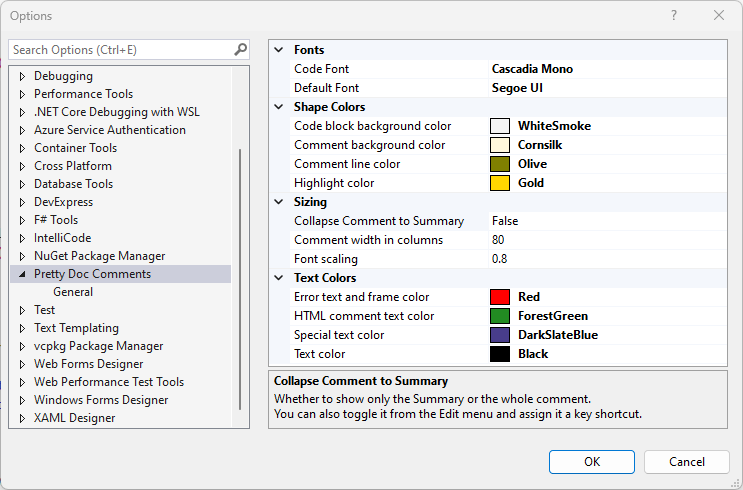 Options
?
Search Options (Ctrl+E)
Debugging
Performance Tools
.NET Core Debugging with WSL
Azure Service Authentication
Container Tools
Cross Platform
Database Tools
DevExpress
F# Tools
IntelliCode
NuGet Package Manager
Pretty Doc Comments
General
Test
Text Templating
vcpkg Package Manager
Web Forms Designer
Web Performance Test Tools
Windows Forms Designer
XAML Designer
Fonts
Code Font Cascadia Mono
Default Font Segoe UI
Shape Colors
Code block background color WhiteSmoke
Comment background color Cornsilk
Comment line color Olive
Highlight color Gold
Sizing
Collapse Comment to Summary False
Comment width in columns 80
Font scaling 0.8
Text Colors
Error text and frame color Red
HTML comment text color ForestGreen
Special text color DarkSlateBlue
Text color Black
Collapse Comment to Summary
Whether to show only the Summary or the whole comment.
You can also toggle it from the Edit menu and assign it a key shortcut.
OK Cancel